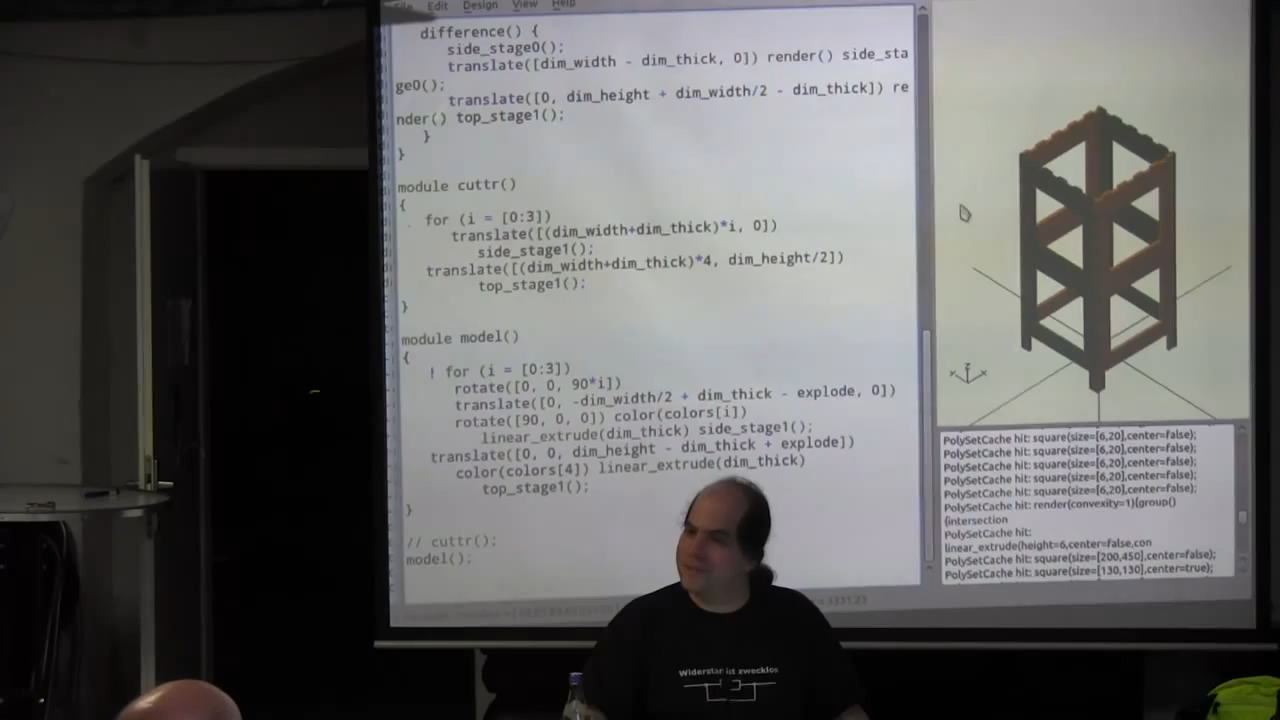 File Edit Design View Help
difference() {
side_stage0();
translate([dim_width - dim_thick, 0]) render() side_sta
ge0();
translate([0, dim_height + dim_width/2 - dim_thick]) re
nder() top_stage1();
}
}
module cuttr()
{
for (i = [0:3])
translate([(dim_width+dim_thick)*i, 0])
side_stage1();
translate([(dim_width+dim_thick)*4, dim_height/2])
top_stage1();
}
module model()
{
! for (i = [0:3])
rotate([0, 0, 90*i])
translate([0, -dim_width/2 + dim_thick - explode, 0])
rotate([90, 0, 0]) color(colors[i])
linear_extrude(dim_thick) side_stage1();
translate([0, 0, dim_height - dim_thick + explode])
color(colors[4]) linear_extrude(dim_thick)
top_stage1();
}
// cuttr();
model();
PolySetCache hit: square(size=[6,20],center=false);
PolySetCache hit: square(size=[6,20],center=false);
PolySetCache hit: square(size=[6,20],center=false);
PolySetCache hit: square(size=[6,20],center=false);
PolySetCache hit: square(size=[6,20],center=false);
PolySetCache hit: render(convexity=1){group()
{intersection
PolySetCache hit:
linear_extrude(height=6,center=false,con
PolySetCache hit: square(size=[200,450],center=false);
PolySetCache hit: square(size=[130,130],center=true);
Widerstan ist zwecklos